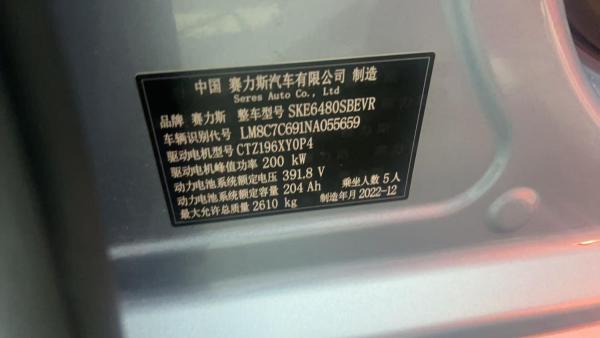 中国 赛力斯汽车有限公司 制造
Seres Auto Co., Ltd
品牌 赛力斯 整车型号 SKE6480SBEVR
车辆识别代号 LM8C7C691NA055659
驱动电机型号 CTZ196XY0P4
驱动电机峰值功率 200 kW
动力电池系统额定电压 391.8 V
动力电池系统额定容量 204 Ah 乘坐人数 5 人
最大允许总质量 2610 kg 制造年月 2022-12